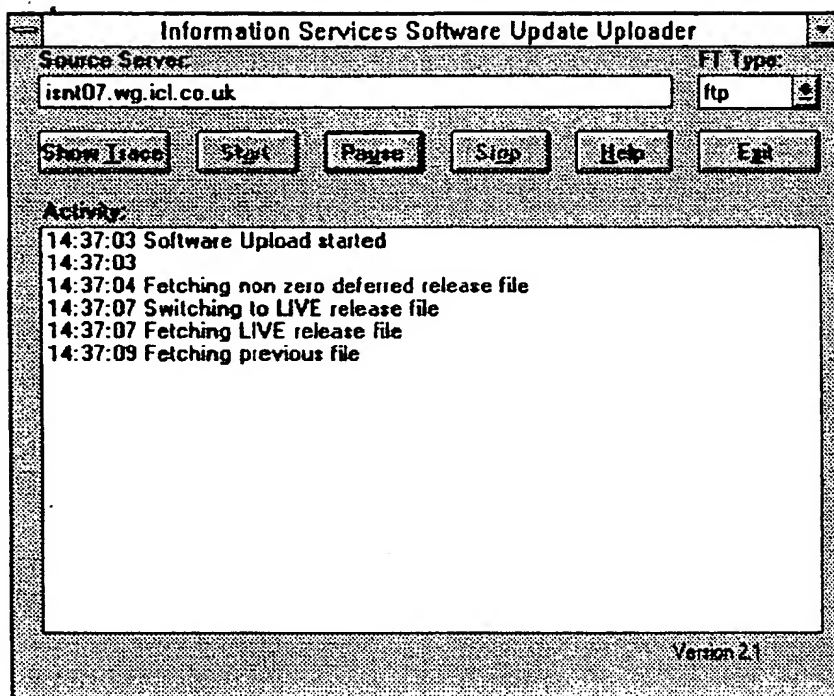 Information Services Software Update Uploader
Source Server: FT Type:
isnt07.wg.icl.co.uk ftp
Show Trace Start Pause Stop Help Exit
Activity:
14:37:03 Software Upload started
14:37:03
14:37:04 Fetching non zero deferred release file
14:37:07 Switching to LIVE release file
14:37:07 Fetching LIVE release file
14:37:09 Fetching previous file
Version 2.1